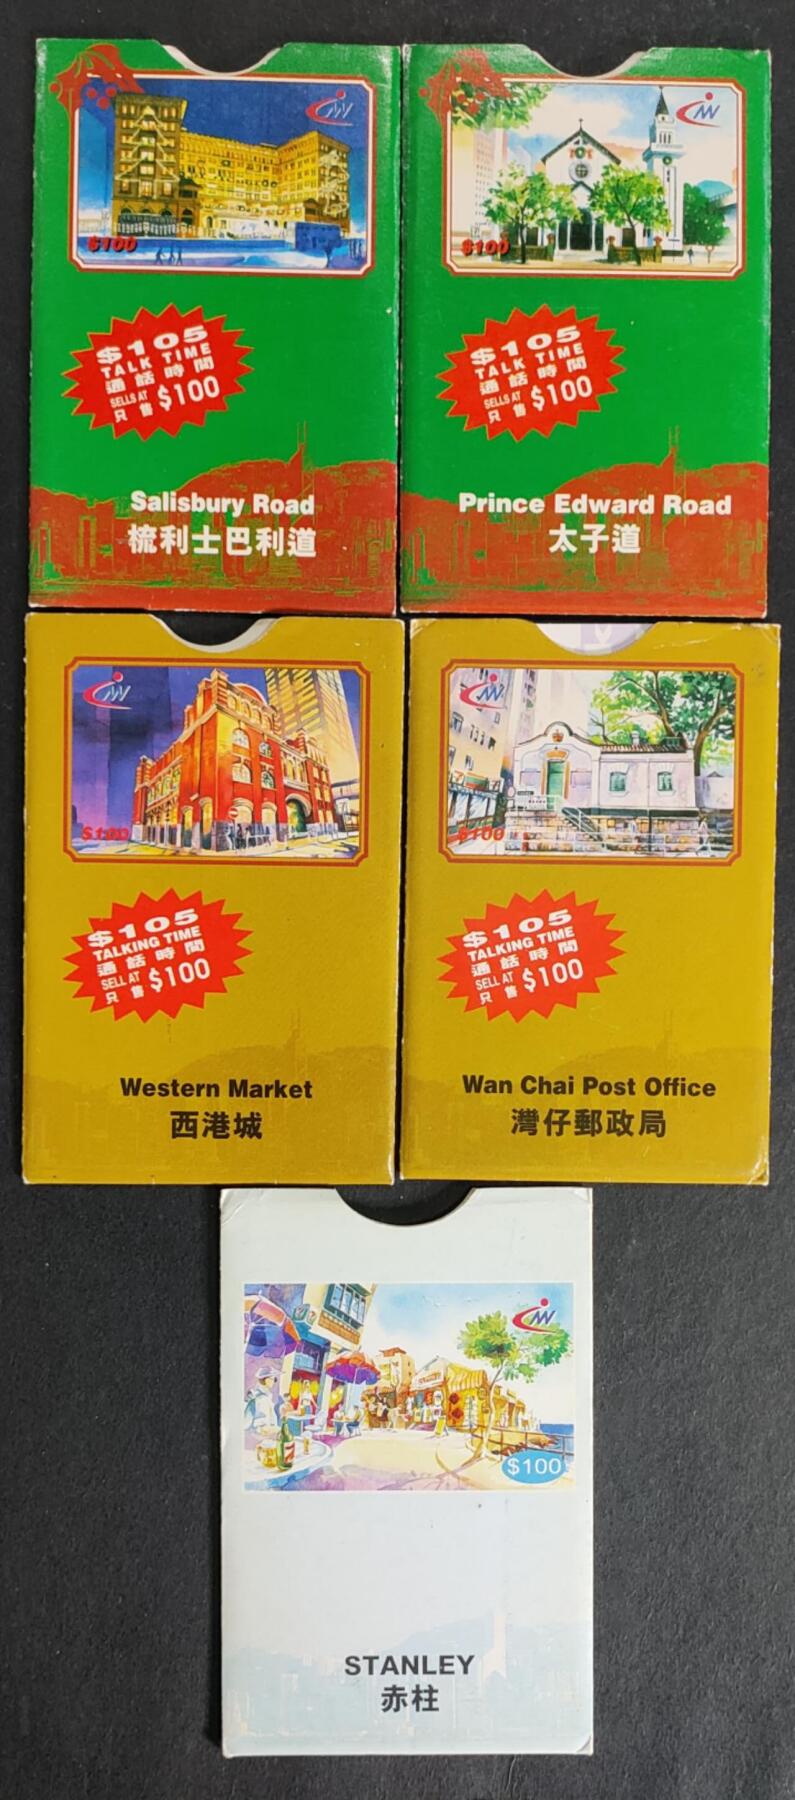 $100
$105
TALK TIME
通話時間
SELLS AT
只售 $100
Salisbury Road
梳利士巴利道
$100
$105
TALK TIME
通話時間
SELLS AT
只售 $100
Prince Edward Road
太子道
$100
$105
TALKING TIME
通話時間
SELL AT
只售 $100
Western Market
西港城
$100
$105
TALKING TIME
通話時間
SELL AT
只售 $100
Wan Chai Post Office
灣仔郵政局
$100
STANLEY
赤柱